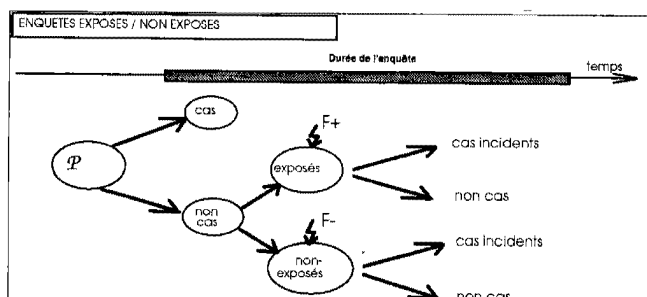 ENQUETES EXPOSES / NON EXPOSES
Durée de l'enquête
temps
cas
F+
cas incidents
P
exposés
non cas
non
cas
F-
cas incidents
non-
exposés
non cas